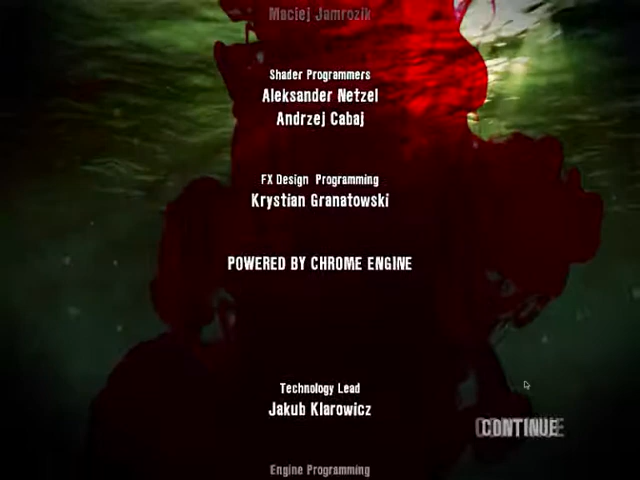 Maciej Jamrozik
Shader Programmers
Aleksander Netzel
Andrzej Cabaj
FX Design Programming
Krystian Granatowski
POWERED BY CHROME ENGINE
Technology Lead
Jakub Klarowicz
CONTINUE
Engine Programming